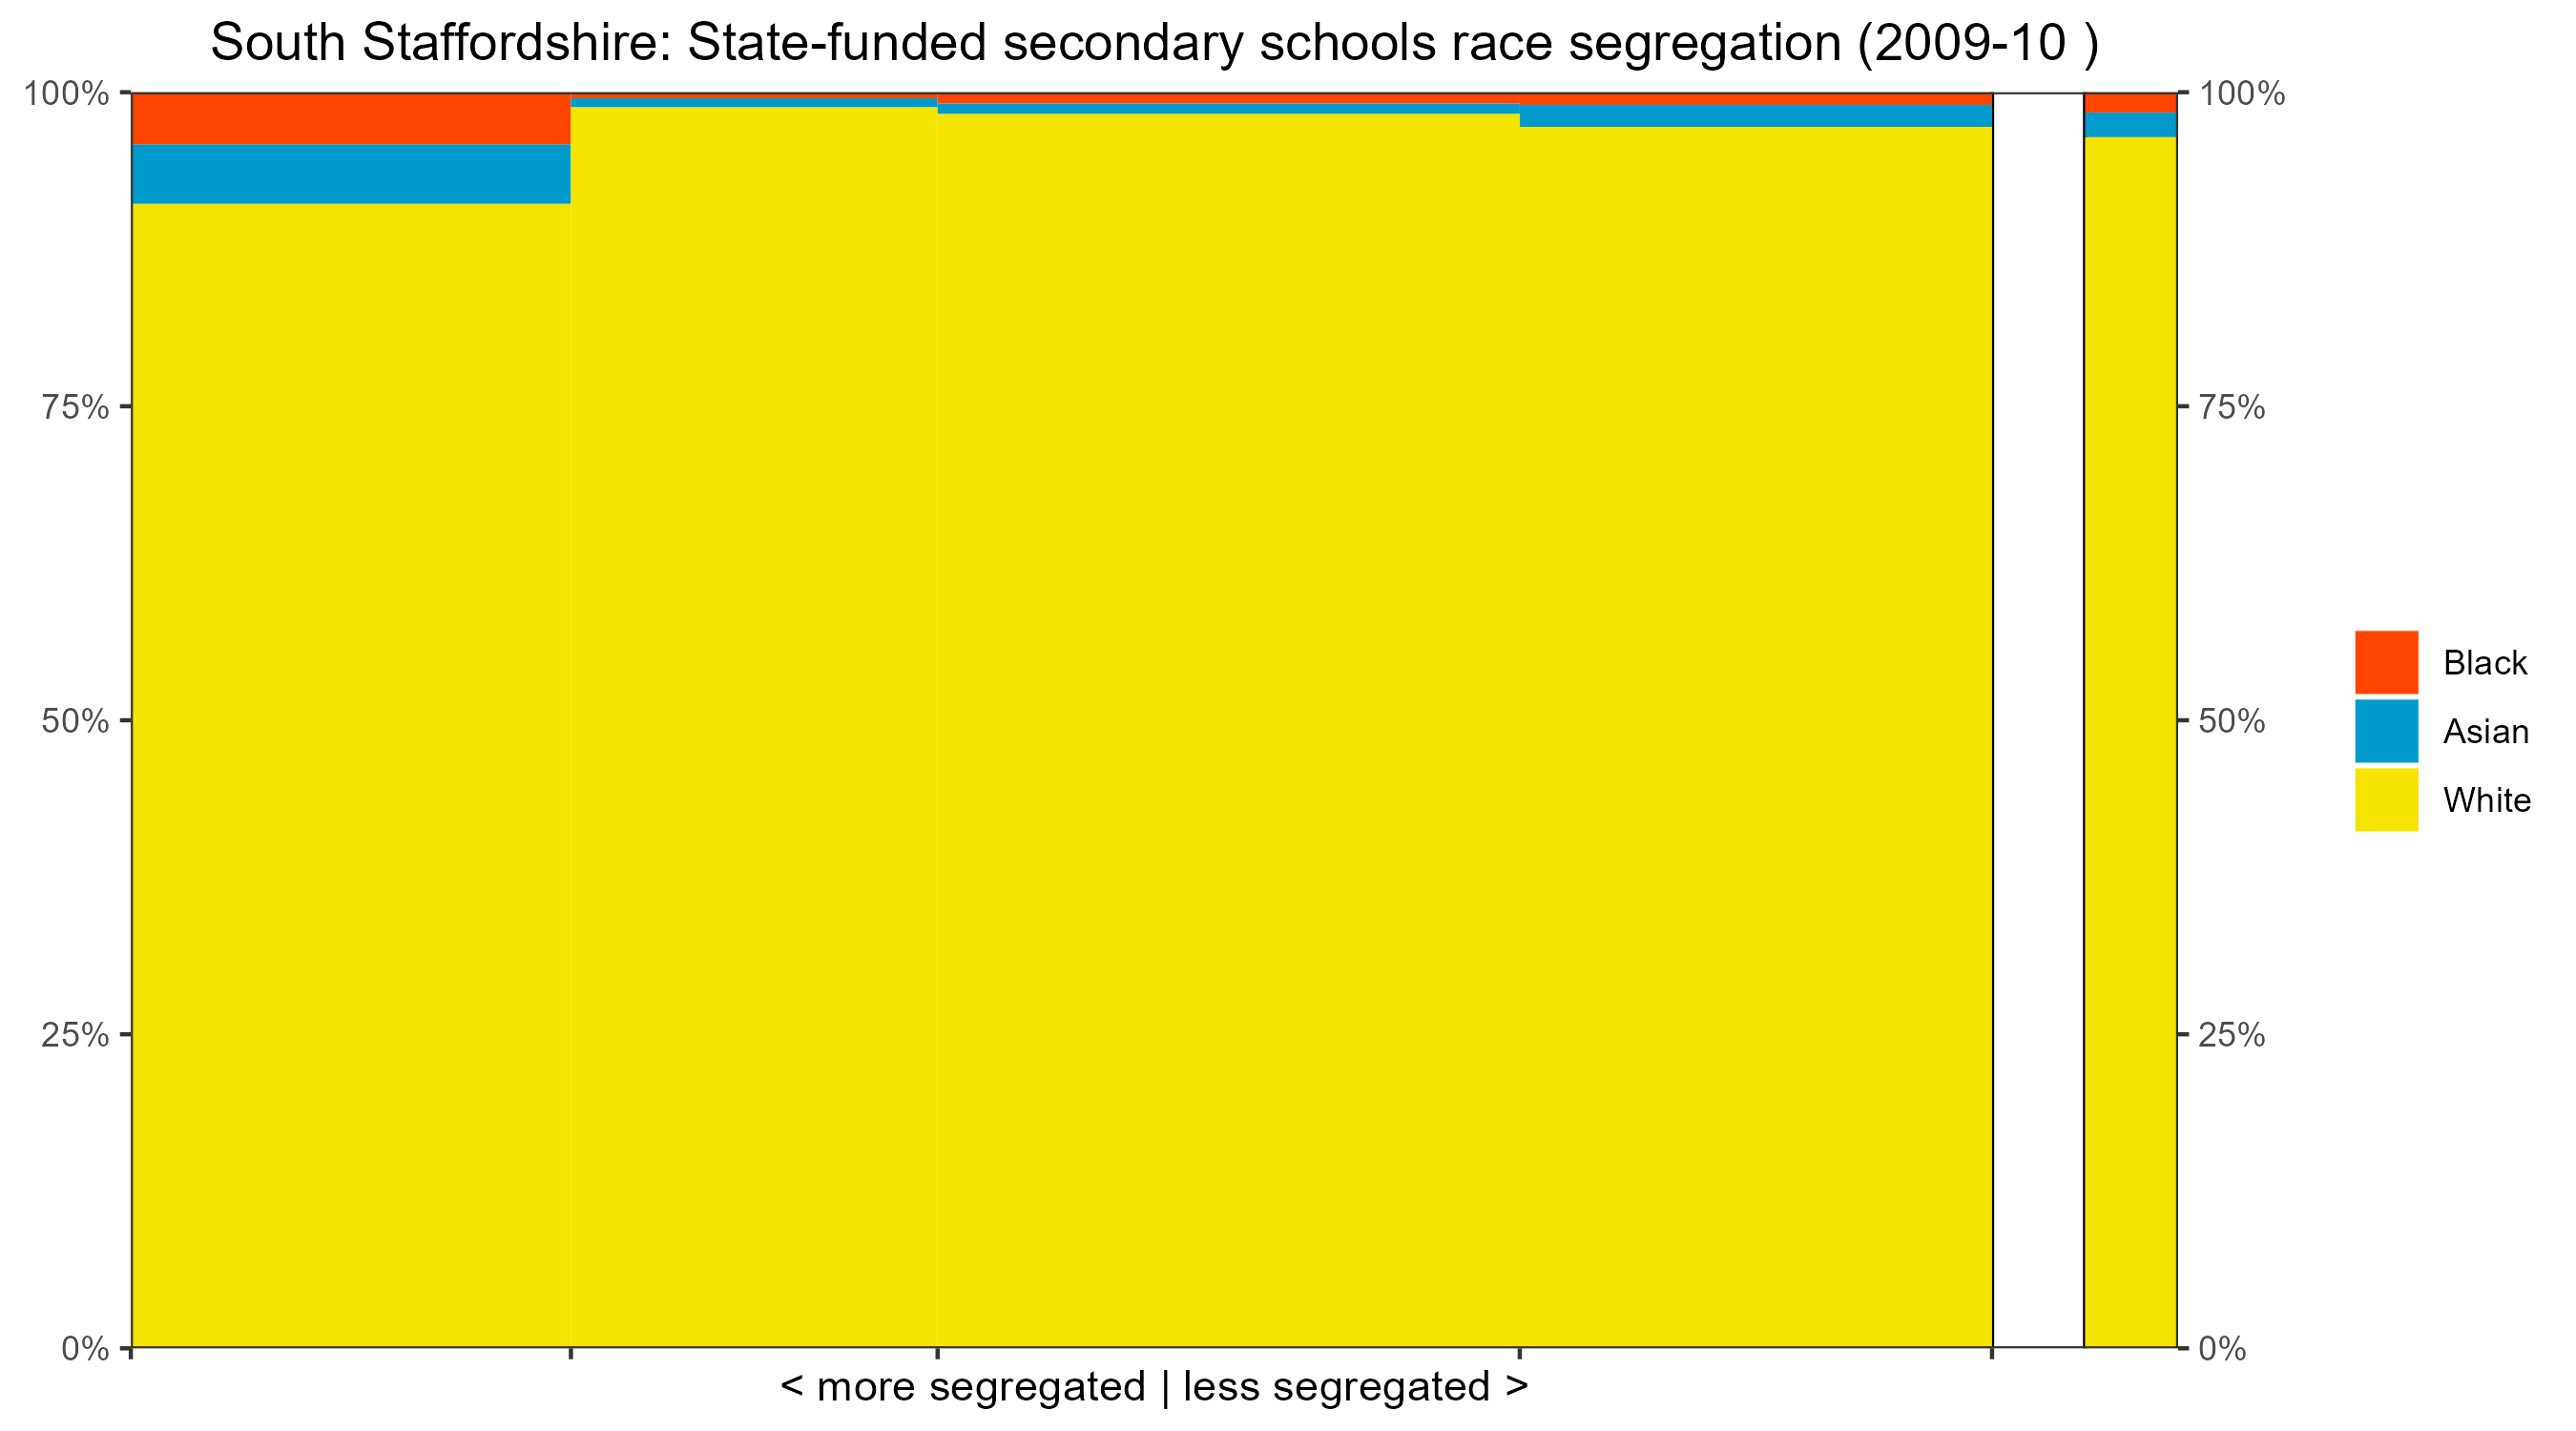 South Staffordshire: State-funded secondary schools race segregation (2009-10 )
100%
75%
50%
25%
0%
100%
75%
50%
25%
0%
< more segregated | less segregated >
Black
Asian
White